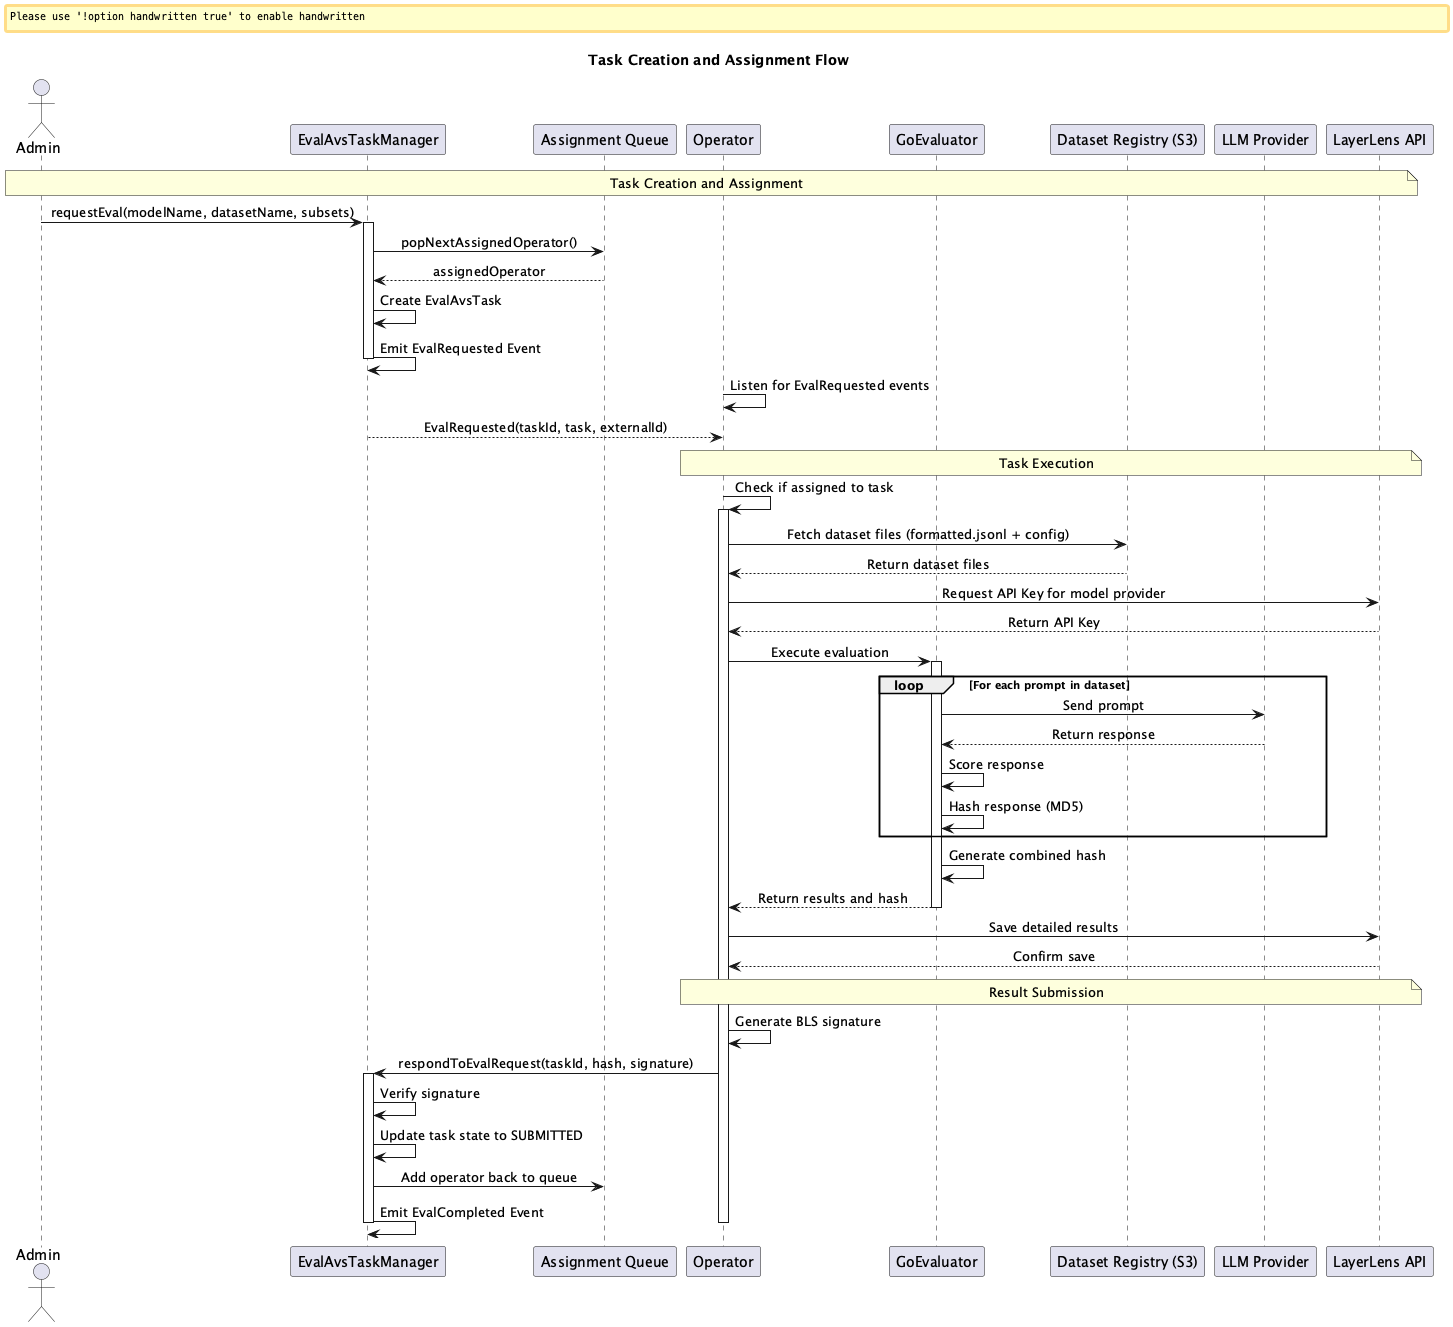 Please use '!option handwritten true' to enable handwritten
Task Creation and Assignment Flow
Admin
EvalAvsTaskManager
Assignment Queue
Operator
GoEvaluator
Dataset Registry (S3)
LLM Provider
LayerLens API
Task Creation and Assignment
requestEval(modelName, datasetName, subsets)
popNextAssignedOperator()
assignedOperator
Create EvalAvsTask
Emit EvalRequested Event
Listen for EvalRequested events
EvalRequested(taskId, task, externalId)
Task Execution
Check if assigned to task
Fetch dataset files (formatted.jsonl + config)
Return dataset files
Request API Key for model provider
Return API Key
Execute evaluation
loop [For each prompt in dataset]
Send prompt
Return response
Score response
Hash response (MD5)
Generate combined hash
Return results and hash
Save detailed results
Confirm save
Result Submission
Generate BLS signature
respondToEvalRequest(taskId, hash, signature)
Verify signature
Update task state to SUBMITTED
Add operator back to queue
Emit EvalCompleted Event
Admin
EvalAvsTaskManager
Assignment Queue
Operator
GoEvaluator
Dataset Registry (S3)
LLM Provider
LayerLens API